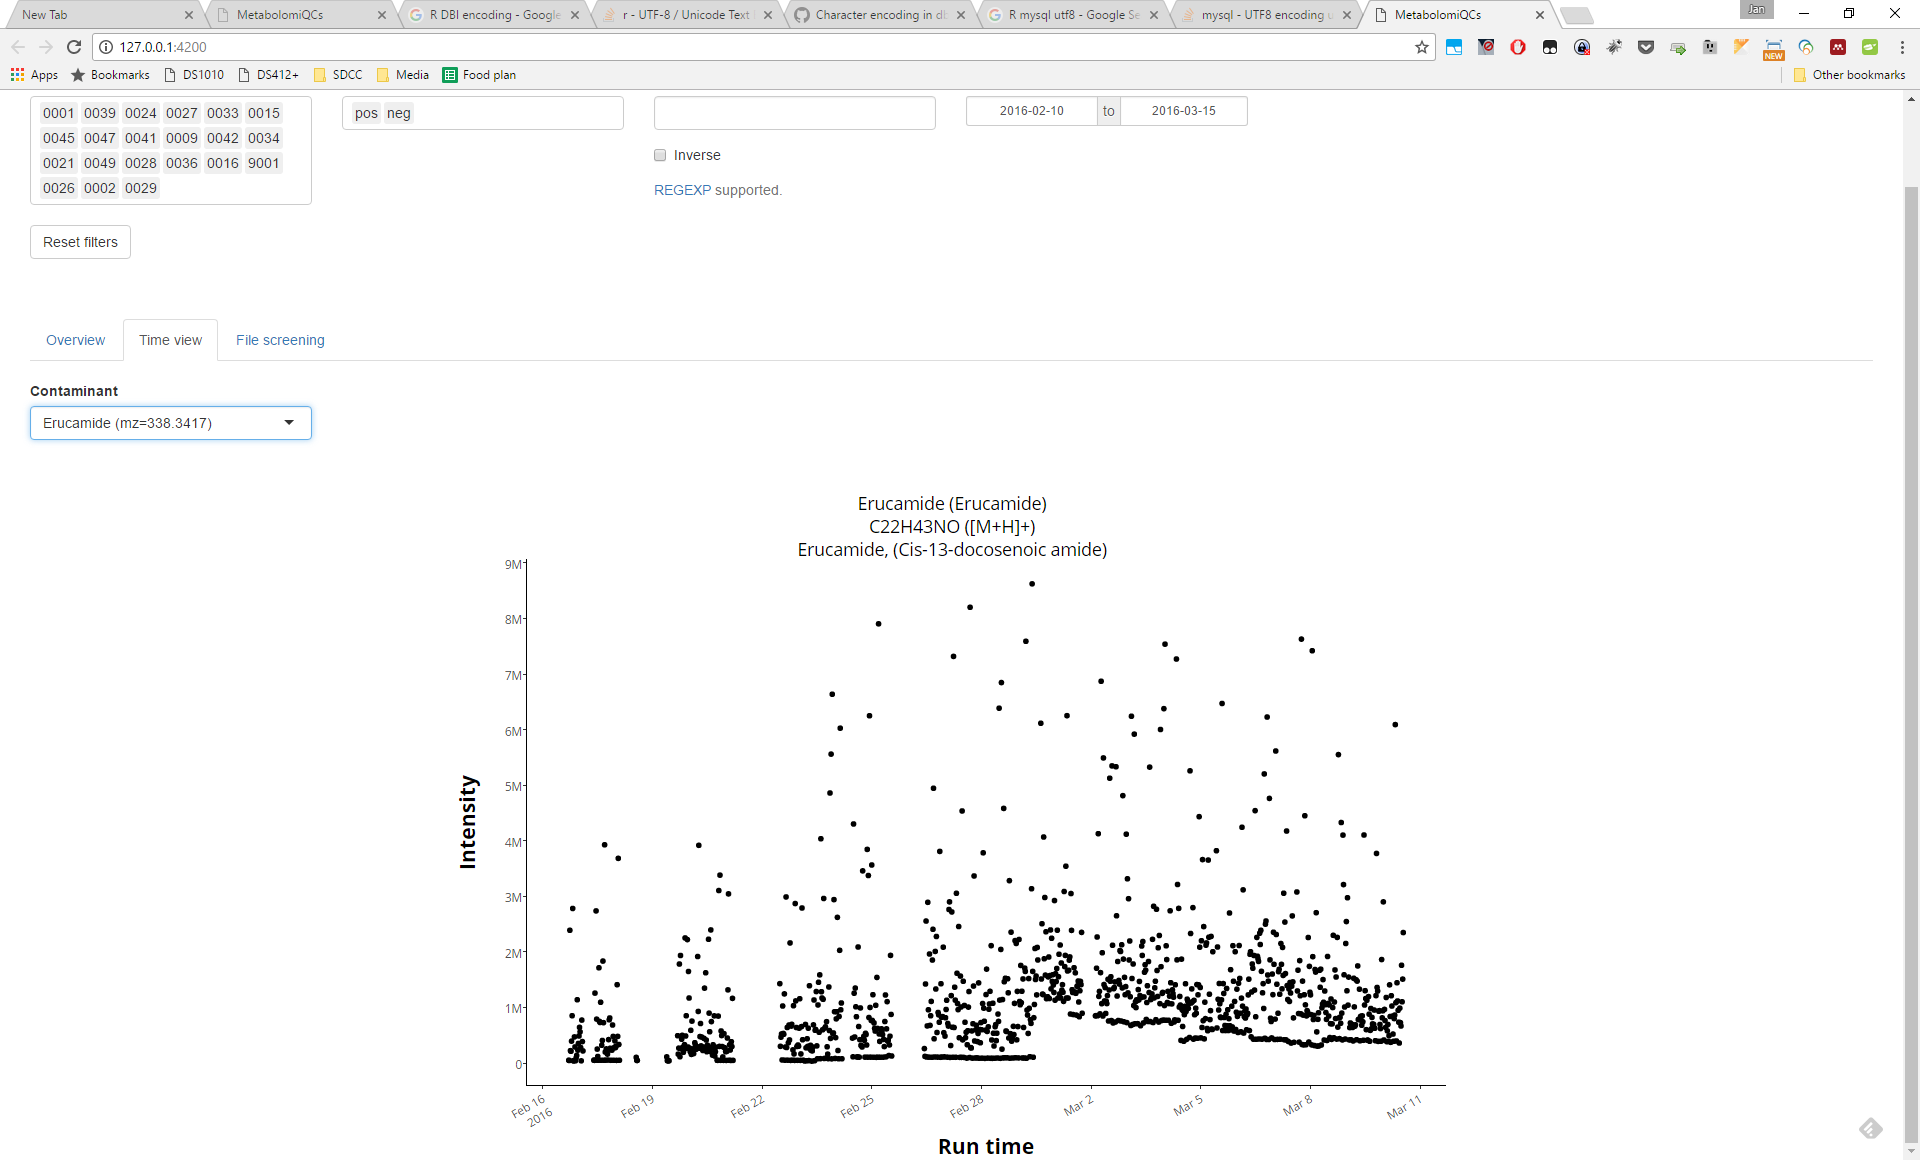 Jan
New Tab
MetabolomiQCs
R DBI encoding - Google
r - UTF-8 / Unicode Text
Character encoding in db
R mysql utf8 - Google Se
mysql - UTF8 encoding u
MetabolomiQCs
127.0.0.1:4200
NEW
Apps
Bookmarks
DS1010
DS412+
SDCC
Media
Food plan
Other bookmarks
0001 0039 0024 0027 0033 0015
0045 0047 0041 0009 0042 0034
0021 0049 0028 0036 0016 9001
0026 0002 0029
pos neg
2016-02-10 to 2016-03-15
Inverse
REGEXP supported.
Reset filters
Overview
Time view
File screening
Contaminant
Erucamide (mz=338.3417)
Erucamide (Erucamide)
C22H43NO ([M+H]+)
Erucamide, (Cis-13-docosenoic amide)
9M
8M
7M
6M
5M
4M
3M
2M
1M
0
Intensity
Feb 16
2016
Feb 19
Feb 22
Feb 25
Feb 28
Mar 2
Mar 5
Mar 8
Mar 11
Run time